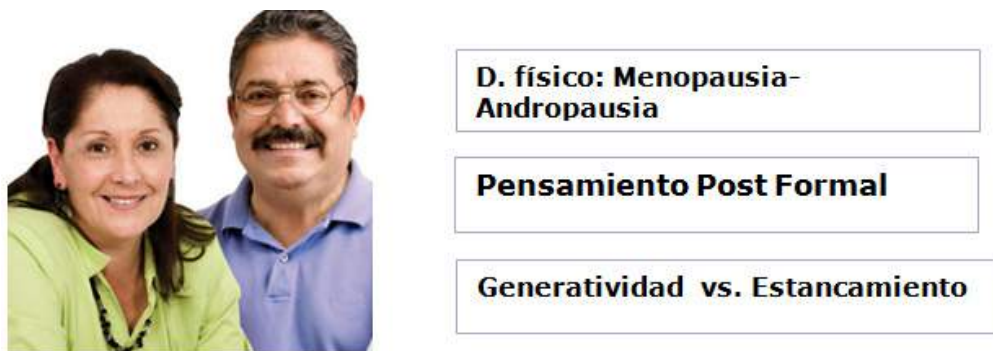 D. físico: Menopausia-
Andropausia
Pensamiento Post Formal
Generatividad vs. Estancamiento